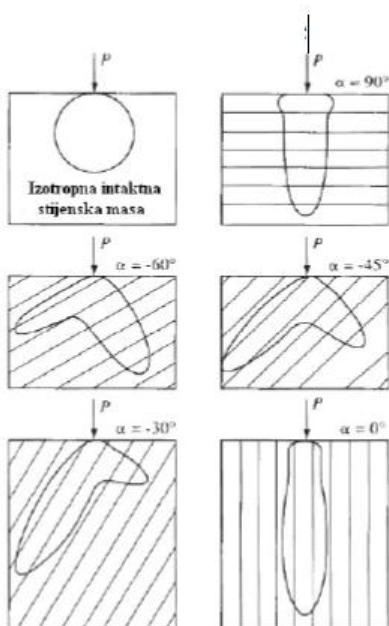 P
P
α = 90°
Izotropna intaktna
stijenska masa
P
α = -60°
P
α = -45°
P
α = -30°
P
α = 0°